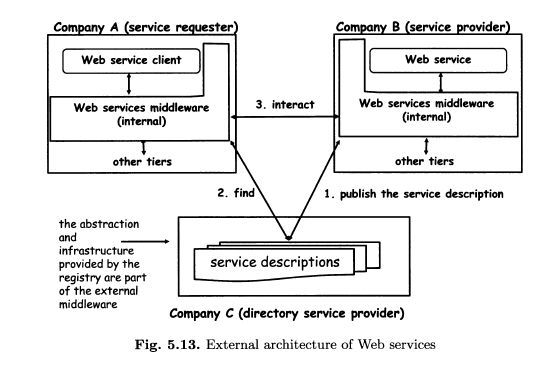 Company A (service requester)
Company B (service provider)
Web service client
Web service
Web services middleware
(internal)
3. interact
Web services middleware
(internal)
other tiers
other tiers
2. find
1. publish the service description
the abstraction
and
infrastructure
provided by the
registry are part
of the external
middleware
service descriptions
Company C (directory service provider)
Fig. 5.13. External architecture of Web services